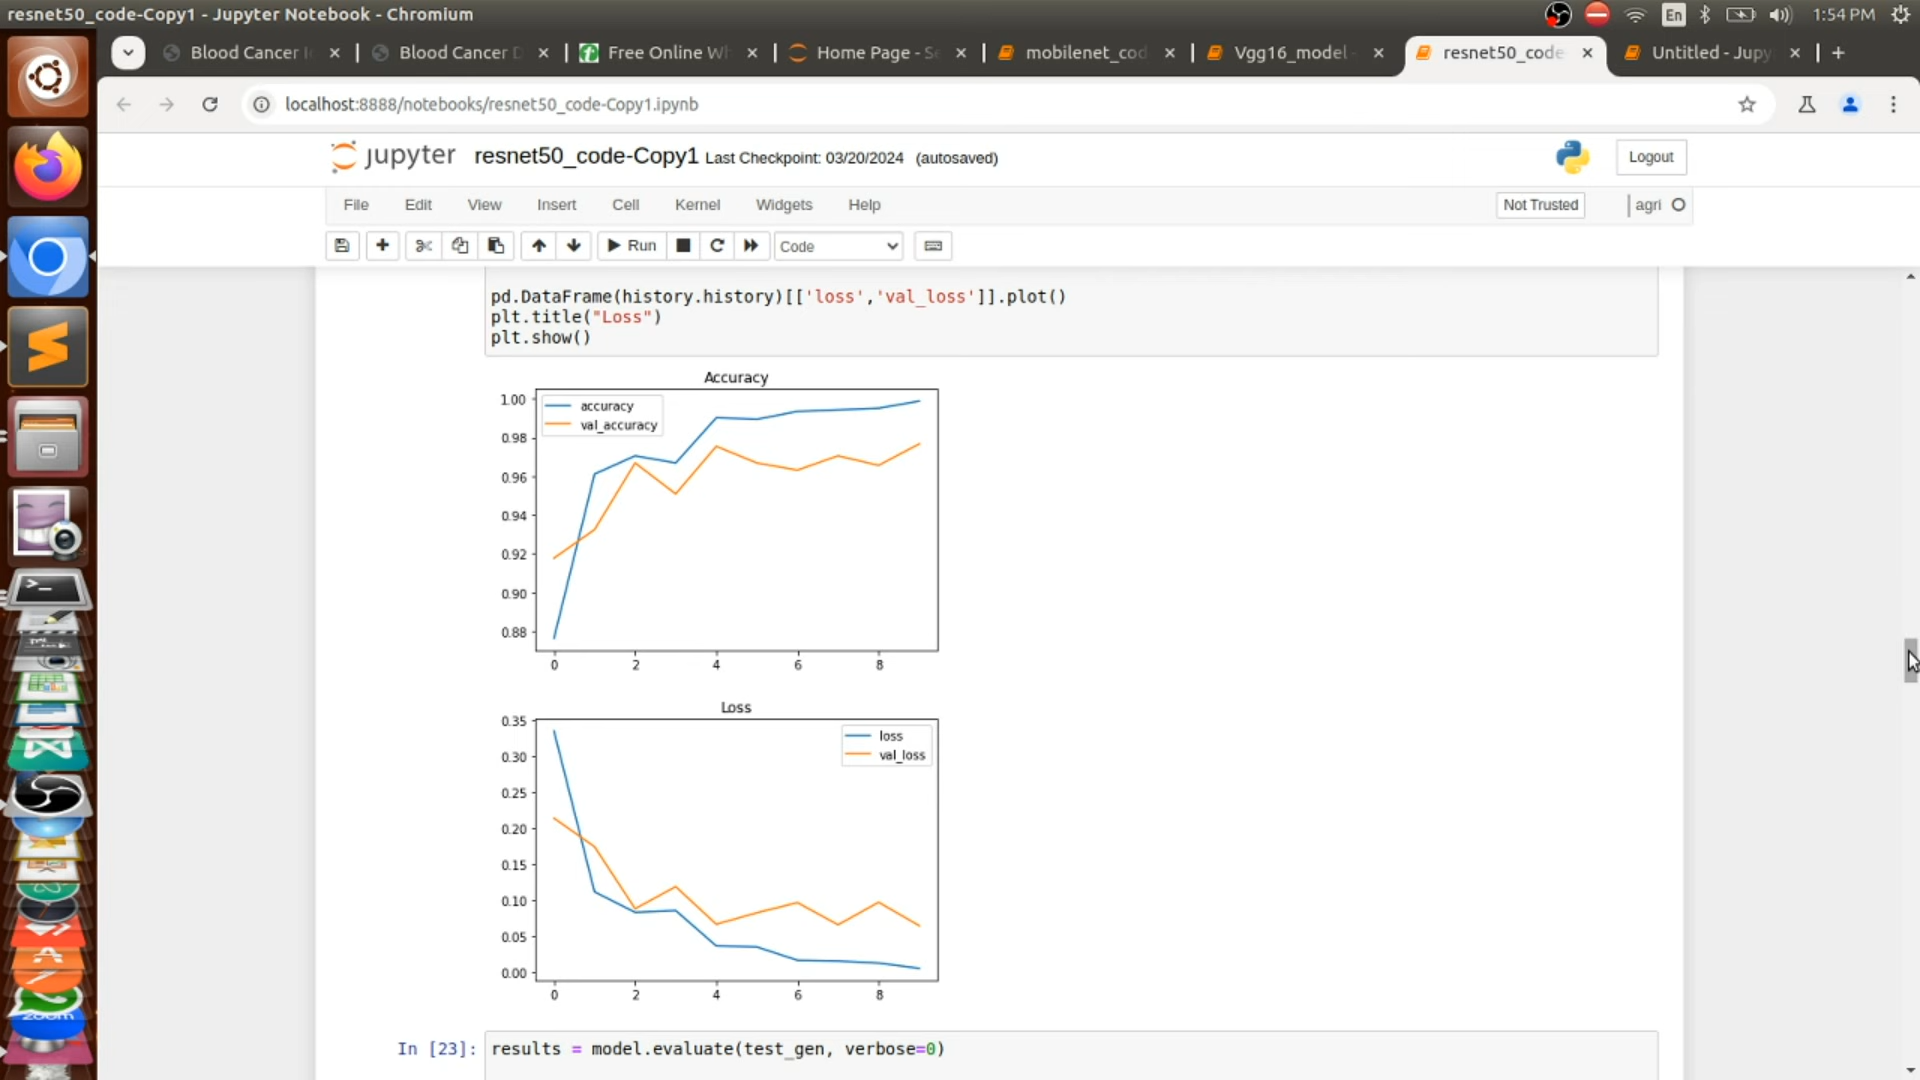 resnet50_code-Copy1 - Jupyter Notebook - Chromium
En
1:54 PM
Blood Cancer
Blood Cancer
Free Online W
Home Page - Se
mobilenet_cod
Vgg16_model -
resnet50_code
Untitled - Jupy
localhost:8888/notebooks/resnet50_code-Copy1.ipynb
jupyter
resnet50_code-Copy1 Last Checkpoint: 03/20/2024 (autosaved)
Logout
File Edit View Insert Cell Kernel Widgets Help
Not Trusted
agri
Run
Code
pd.DataFrame(history.history)[['loss','val_loss']].plot()
plt.title("Loss")
plt.show()
Accuracy
accuracy
val_accuracy
1.00
0.98
0.96
0.94
0.92
0.90
0.88
0 2 4 6 8
Loss
loss
val_loss
0.35
0.30
0.25
0.20
0.15
0.10
0.05
0.00
0 2 4 6 8
In [23]: results = model.evaluate(test_gen, verbose=0)
zoom